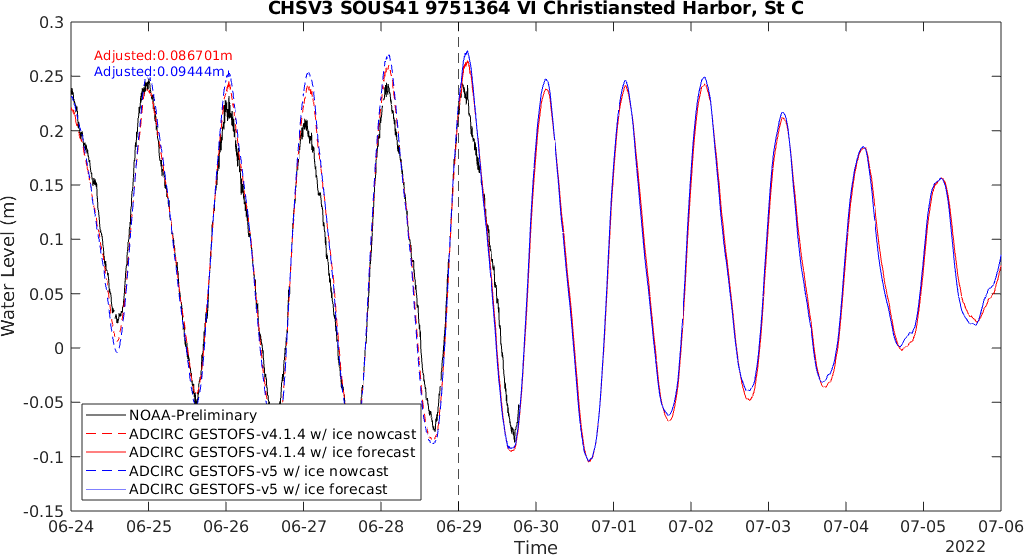 CHSV3 SOUS41 9751364 VI Christiansted Harbor, St C
Adjusted:0.086701m
Adjusted:0.09444m
Water Level (m)
0.3
0.25
0.2
0.15
0.1
0.05
0
-0.05
-0.1
-0.15
NOAA-Preliminary
ADCIRC GESTOFS-v4.1.4 w/ ice nowcast
ADCIRC GESTOFS-v4.1.4 w/ ice forecast
ADCIRC GESTOFS-v5 w/ ice nowcast
ADCIRC GESTOFS-v5 w/ ice forecast
06-24 06-25 06-26 06-27 06-28 06-29 06-30 07-01 07-02 07-03 07-04 07-05 07-06
Time
2022